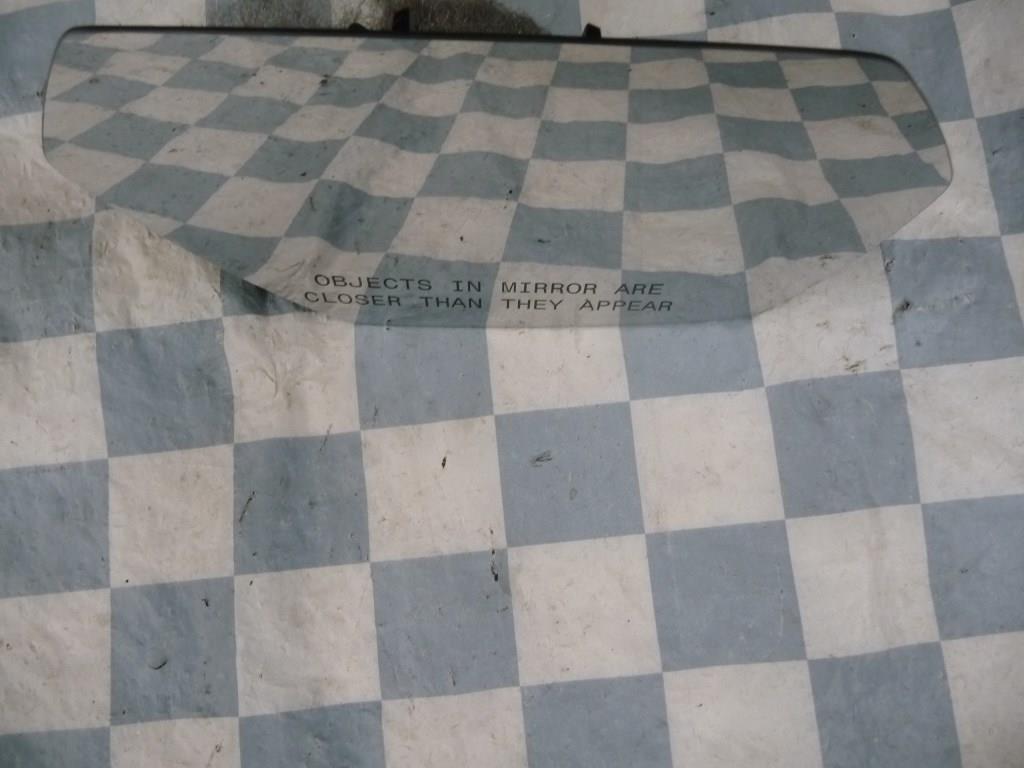 OBJECTS IN MIRROR ARE
CLOSER THAN THEY APPEAR